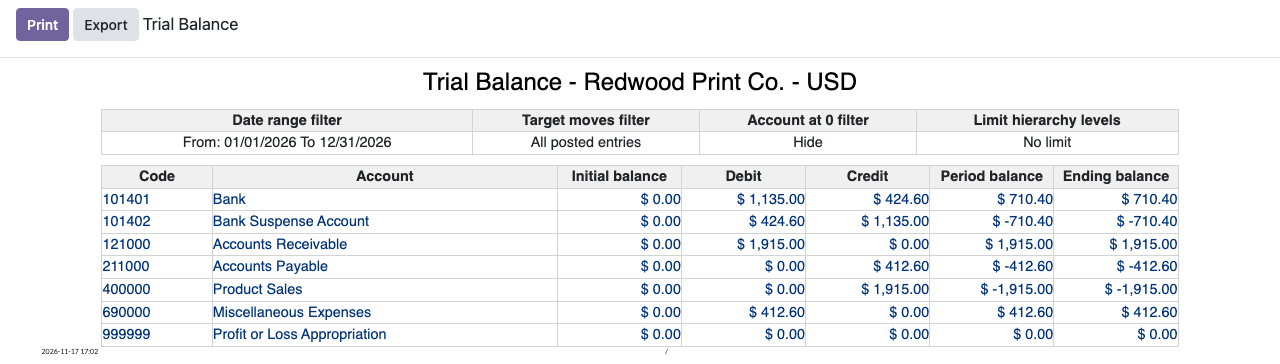 Print Export Trial Balance
Trial Balance - Redwood Print Co. - USD
Date range filter Target moves filter Account at 0 filter Limit hierarchy levels
From: 01/01/2026 To 12/31/2026 All posted entries Hide No limit
Code Account Initial balance Debit Credit Period balance Ending balance
101401 Bank $ 0.00 $ 1,135.00 $ 424.60 $ 710.40 $ 710.40
101402 Bank Suspense Account $ 0.00 $ 424.60 $ 1,135.00 $ -710.40 $ -710.40
121000 Accounts Receivable $ 0.00 $ 1,915.00 $ 0.00 $ 1,915.00 $ 1,915.00
211000 Accounts Payable $ 0.00 $ 0.00 $ 412.60 $ -412.60 $ -412.60
400000 Product Sales $ 0.00 $ 0.00 $ 1,915.00 $ -1,915.00 $ -1,915.00
690000 Miscellaneous Expenses $ 0.00 $ 412.60 $ 0.00 $ 412.60 $ 412.60
999999 Profit or Loss Appropriation $ 0.00 $ 0.00 $ 0.00 $ 0.00 $ 0.00
2026-11-17 17:02 /